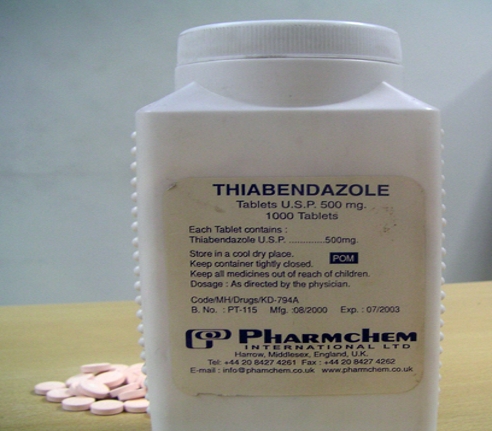 THIABENDAZOLE
Tablets U.S.P. 500 mg.
1000 Tablets
Each Tablet contains :
Thiabendazole U.S.P. ..............500mg.
Store in a cool dry place.
POM
Keep container tightly closed.
Keep all medicines out of reach of children.
Dosage : As directed by the physician.
Code/MH/Drugs/KD-794A
B. No. : PT-115 Mfg. :08/2000 Exp. : 07/2003
PHARMCHEM
INTERNATIONAL LTD
Harrow, Middlesex, England, U.K.
Tel: +44 20 8427 4261 Fax : +44 20 8427 4262
E-mail : info@phamchem.co.uk www.pharmchem.co.uk